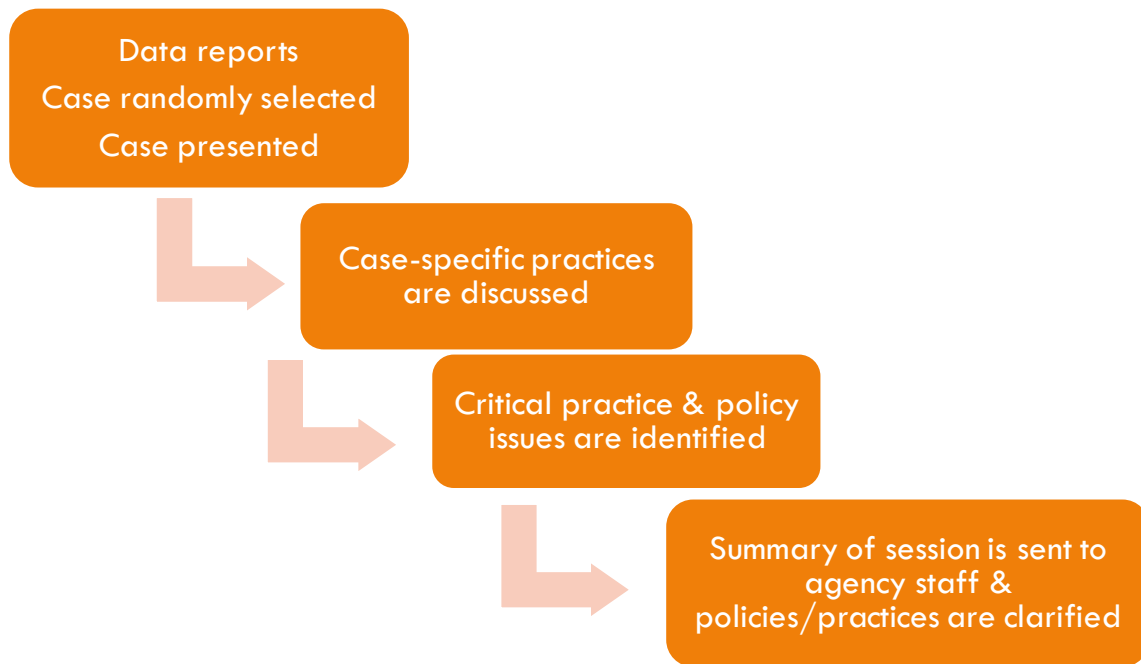 Data reports
Case randomly selected
Case presented
Case-specific practices
are discussed
Critical practice & policy
issues are identified
Summary of session is sent to
agency staff &
policies/practices are clarified